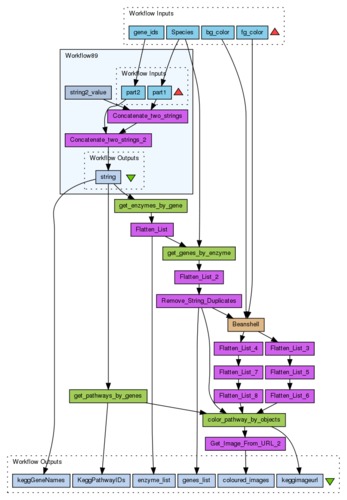 Workflow Inputs
gene_ids Species bg_color fg_color
Workflow89
Workflow Inputs
string2_value part2 part1
Concatenate_two_strings
Concatenate_two_strings_2
Workflow Outputs
string
get_enzymes_by_gene
Flatten_List
get_genes_by_enzyme
Flatten_List_2
Remove_String_Duplicates
Beanshell
Flatten_List_4 Flatten_List_3
Flatten_List_7 Flatten_List_5
Flatten_List_8 Flatten_List_6
get_pathways_by_genes
color_pathway_by_objects
Get_Image_From_URL_2
Workflow Outputs
keggGeneNames KeggPathwayIDs enzyme_list genes_list coloured_images keggimageurl